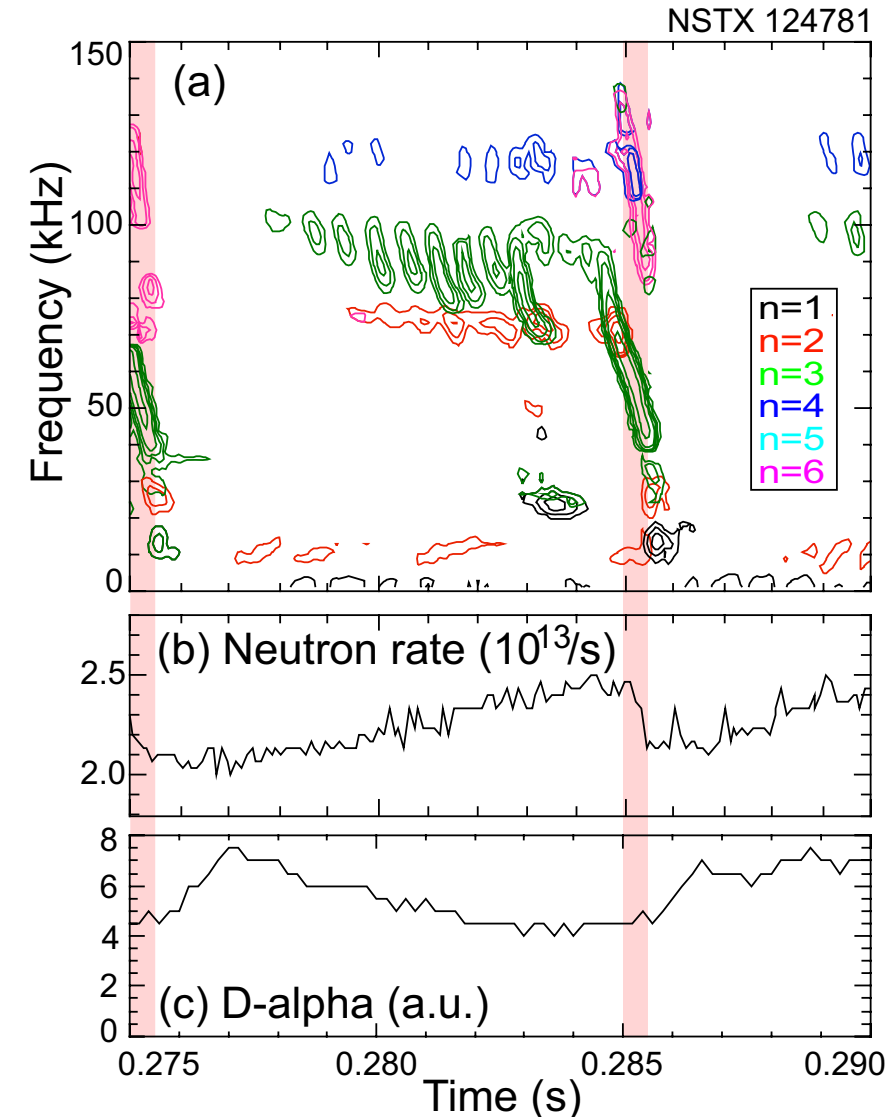 NSTX 124781
150
(a)
100
Frequency (kHz)
50
0
n=1
n=2
n=3
n=4
n=5
n=6
(b) Neutron rate (10¹³/s)
2.5
2.0
8
6
4
2
0
(c) D-alpha (a.u.)
0.275 0.280 0.285 0.290
Time (s)